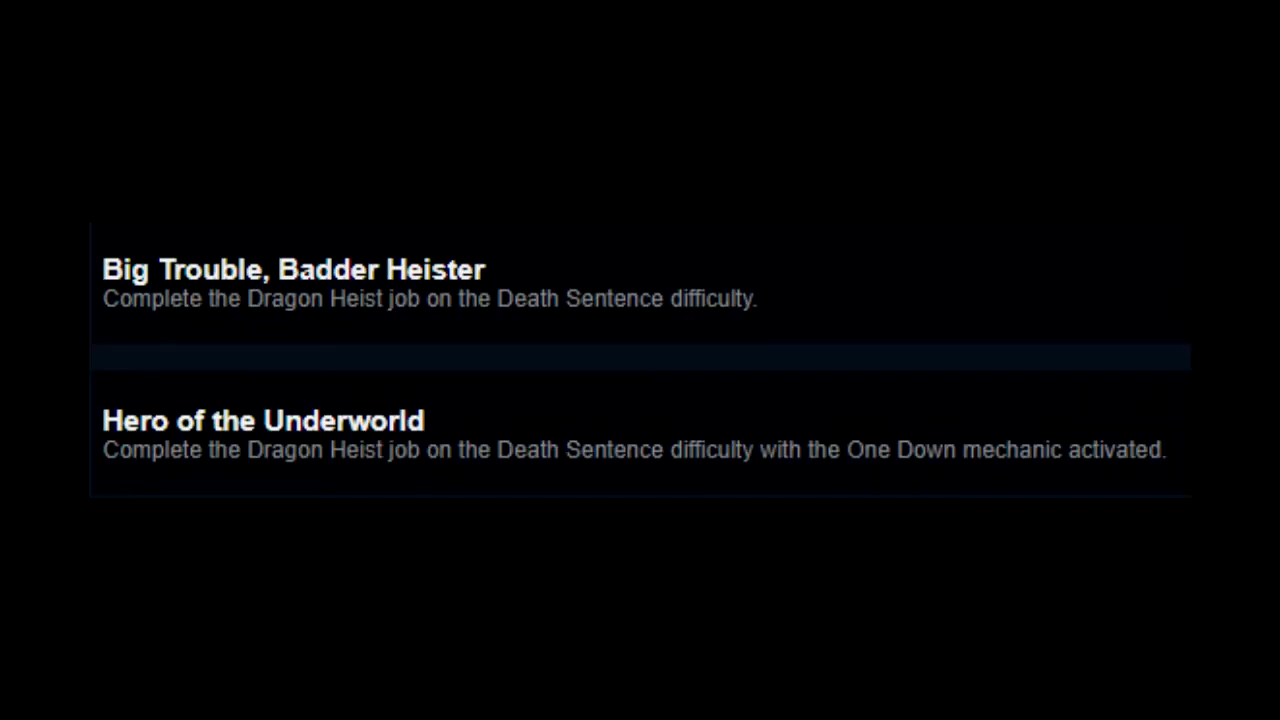 Big Trouble, Badder Heister
Complete the Dragon Heist job on the Death Sentence difficulty.
Hero of the Underworld
Complete the Dragon Heist job on the Death Sentence difficulty with the One Down mechanic activated.